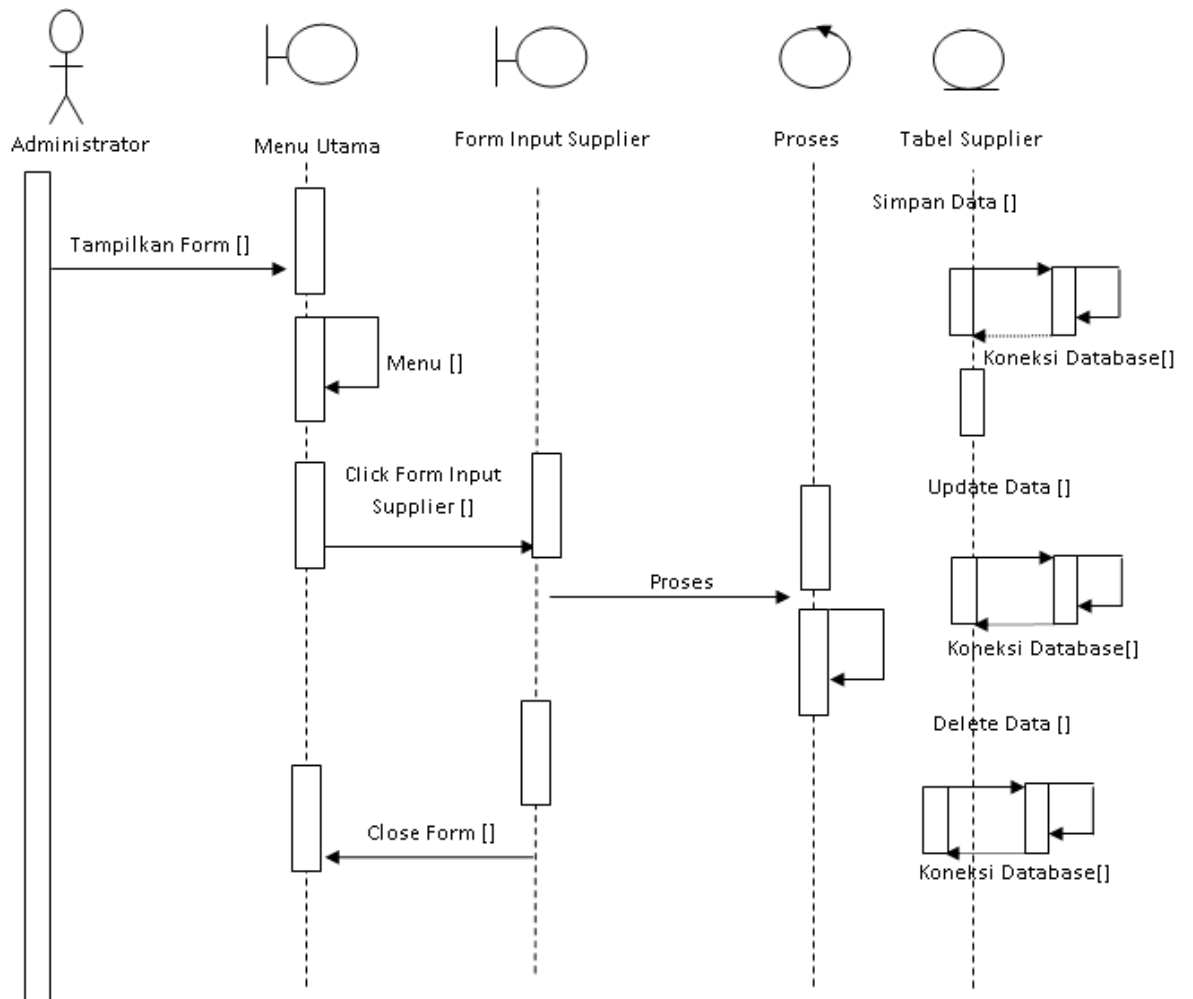 Administrator
Menu Utama
Form Input Supplier
Proses
Tabel Supplier
Simpan Data []
Tampilkan Form []
Koneksi Database[]
Menu []
Click Form Input
Supplier []
Update Data []
Proses
Koneksi Database[]
Delete Data []
Close Form []
Koneksi Database[]